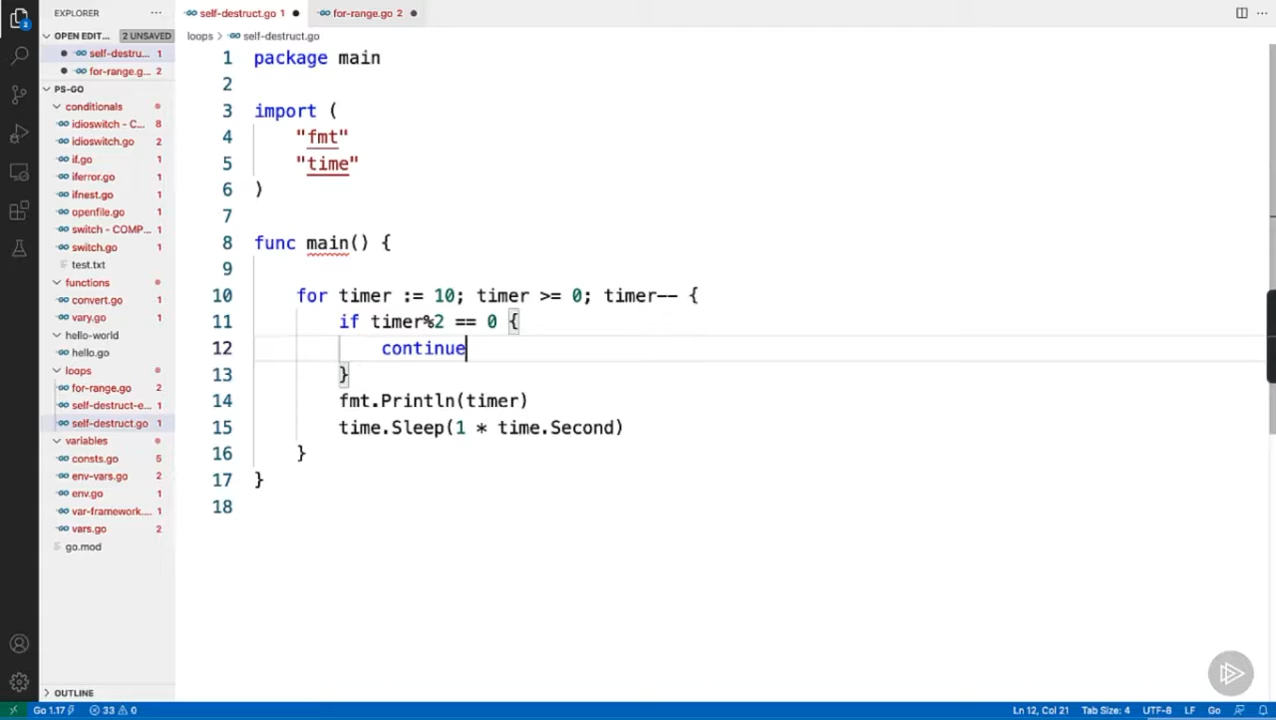 EXPLORER
OPEN EDIT... 2 UNSAVED
self-destru... 1
for-range.g... 2
PS-GO
conditionals
idioswitch - C... 8
idioswitch.go 2
if.go 1
iferror.go 1
ifnest.go 1
openfile.go 1
switch - COMP... 1
switch.go 1
test.txt
functions
convert.go 1
vary.go 1
hello-world
hello.go
loops
for-range.go 2
self-destruct-e... 1
self-destruct.go 1
variables
consts.go 5
env-vars.go 2
env.go 1
var-framework.... 1
vars.go 2
go.mod
OUTLINE
self-destruct.go 1
for-range.go 2
loops > self-destruct.go
1 package main
2
3 import (
4 "fmt"
5 "time"
6 )
7
8 func main() {
9
10 for timer := 10; timer >= 0; timer-- {
11 if timer%2 == 0 {
12 continue
13 }
14 fmt.Println(timer)
15 time.Sleep(1 * time.Second)
16 }
17 }
18
2
Go 1.17 33 0 Ln 12, Col 21 Tab Size: 4 UTF-8 LF Go